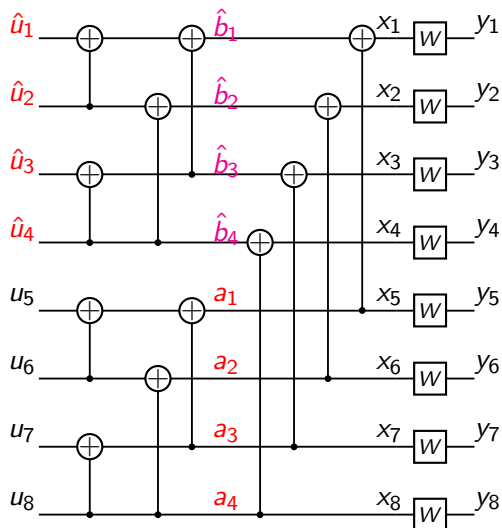 û₁ b̂₁ x₁ W y₁
û₂ b̂₂ x₂ W y₂
û₃ b̂₃ x₃ W y₃
û₄ b̂₄ x₄ W y₄
u₅ a₁ x₅ W y₅
u₆ a₂ x₆ W y₆
u₇ a₃ x₇ W y₇
u₈ a₄ x₈ W y₈